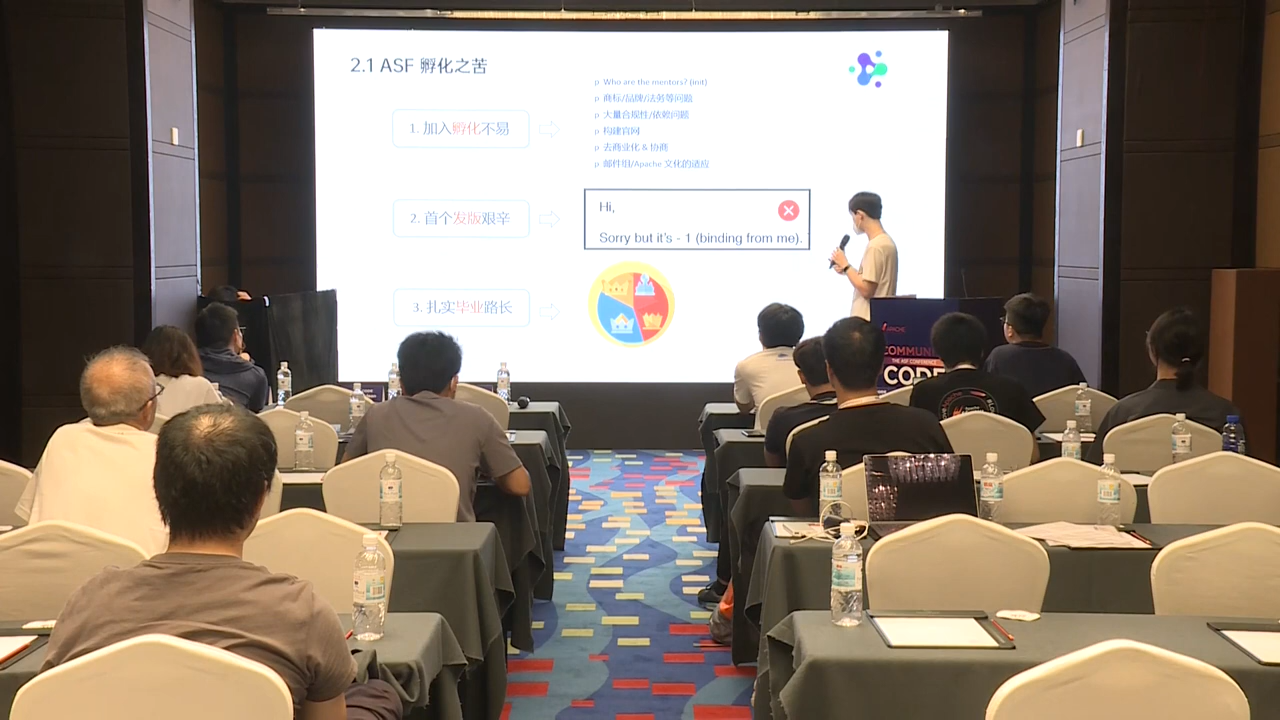 2.1 ASF 孵化之苦
1. 加入孵化不易
p Who are the mentors? (init)
p 商标/品牌/法务等问题
p 大量合规性/依赖问题
p 构建官网
p 去商业化 & 协商
p 邮件组/Apache 文化的适应
2. 首个发版艰辛
Hi,
Sorry but it's - 1 (binding from me).
3. 扎实毕业路长
APACHE
COMMUNI
THE ASF CONFERENCE
CODE